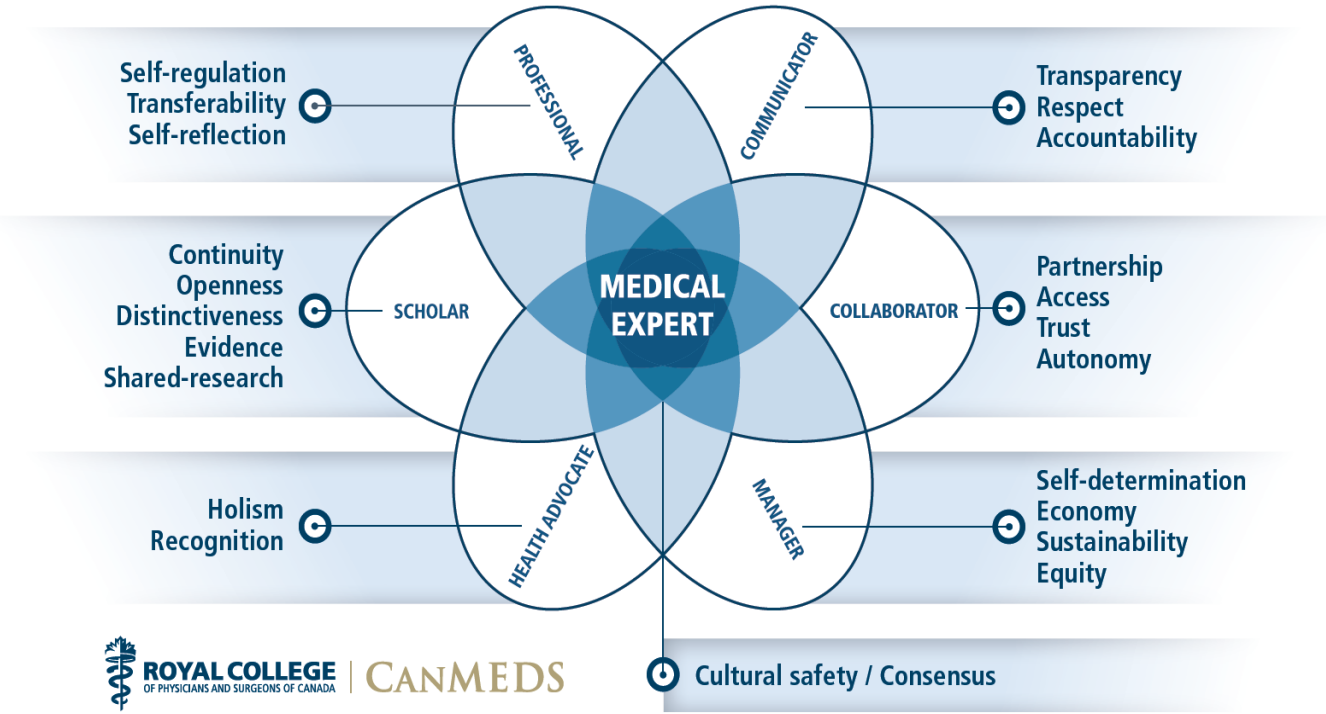 PROFESSIONAL
COMMUNICATOR
Self-regulation
Transferability
Self-reflection
Transparency
Respect
Accountability
Continuity
Openness
Distinctiveness
Evidence
Shared-research
SCHOLAR
MEDICAL
EXPERT
COLLABORATOR
Partnership
Access
Trust
Autonomy
Holism
Recognition
HEALTH ADVOCATE
MANAGER
Self-determination
Economy
Sustainability
Equity
ROYAL COLLEGE
OF PHYSICIANS AND SURGEONS OF CANADA
CANMEDS
Cultural safety / Consensus